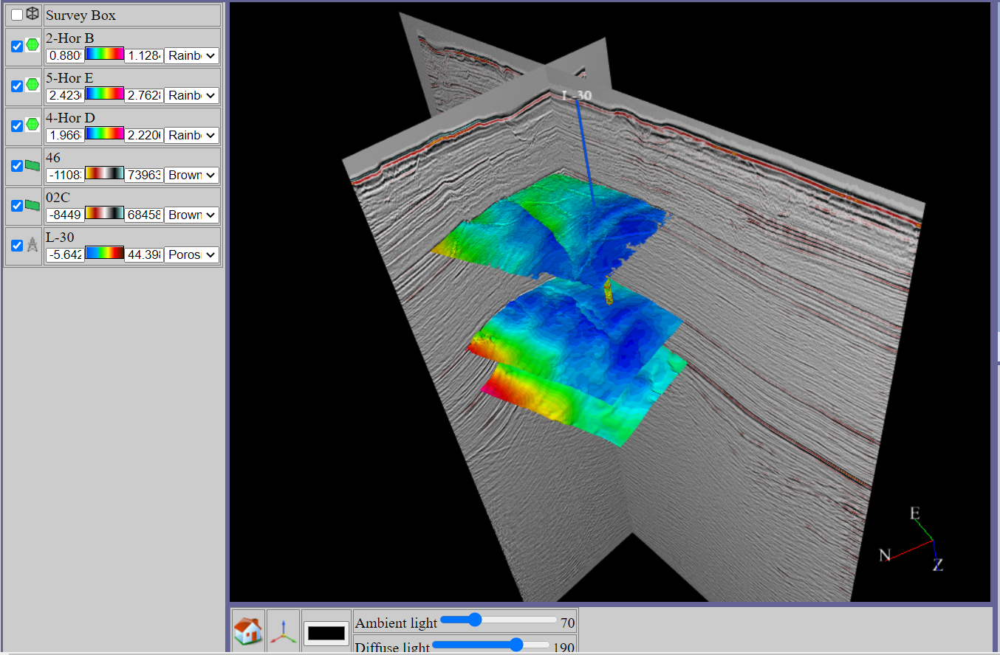 Survey Box
2-Hor B
0.880 1.128 Rainb
5-Hor E
2.423 2.762 Rainb
4-Hor D
1.966 2.220 Rainb
46
-1108 73963 Brown
02C
-8449 68458 Brown
L-30
-5.642 44.39 Porosi
L-30
E
N
Z
Ambient light 70
Diffuse light 190